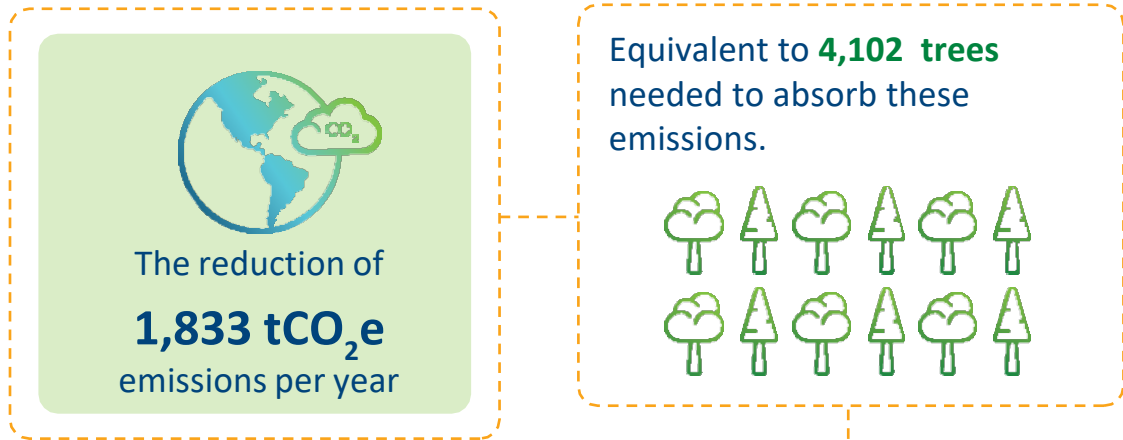 CO₂
The reduction of
1,833 tCO₂e
emissions per year
Equivalent to 4,102 trees
needed to absorb these
emissions.